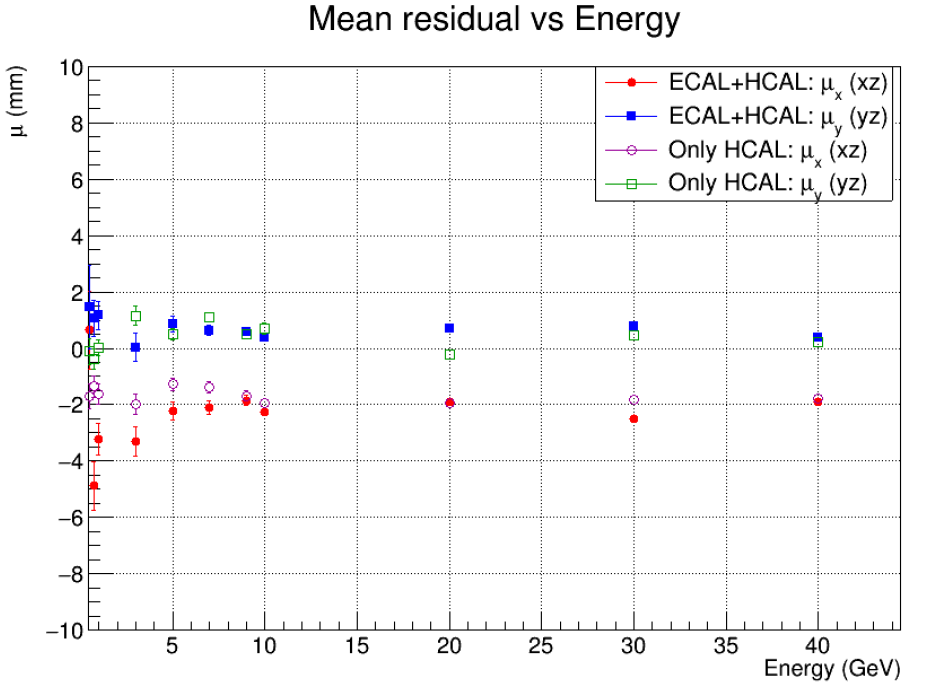 Mean residual vs Energy
μ (mm)
10
8
6
4
2
0
−2
−4
−6
−8
−10
ECAL+HCAL: μx (xz)
ECAL+HCAL: μy (yz)
Only HCAL: μx (xz)
Only HCAL: μy (yz)
5 10 15 20 25 30 35 40
Energy (GeV)